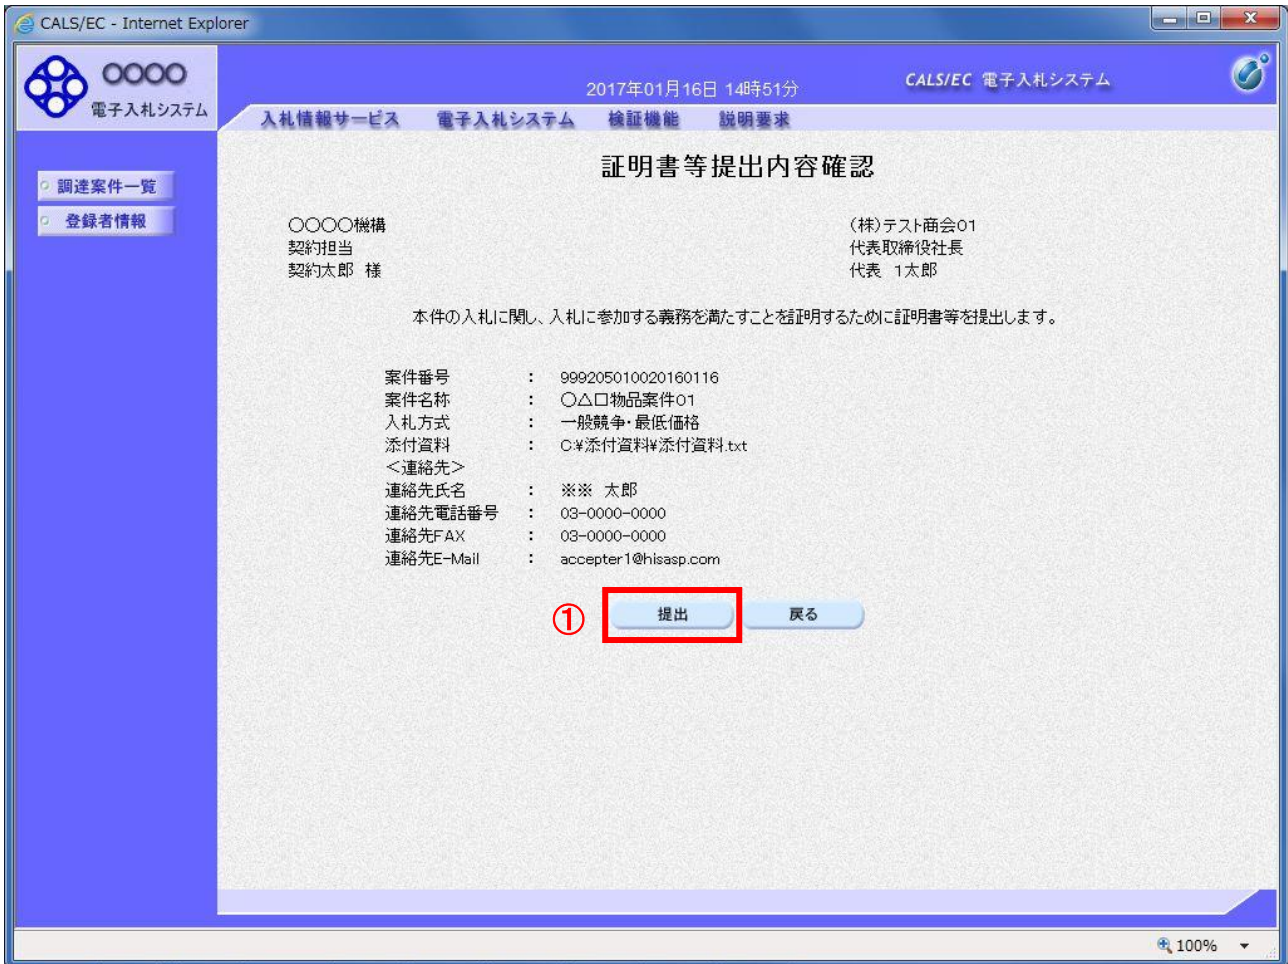 CALS/EC - Internet Explorer
〇〇〇〇
電子入札システム
2017年01月16日 14時51分
CALS/EC 電子入札システム
入札情報サービス 電子入札システム 検証機能 説明要求
調達案件一覧
登録者情報
証明書等提出内容確認
〇〇〇〇機構
契約担当
契約太郎 様
(株)テスト商会01
代表取締役社長
代表 1太郎
本件の入札に関し、入札に参加する義務を満たすことを証明するために証明書等を提出します。
案件番号 : 999205010020160116
案件名称 : 〇△口物品案件01
入札方式 : 一般競争・最低価格
添付資料 : C:¥添付資料¥添付資料.txt
<連絡先>
連絡先氏名 : ※※ 太郎
連絡先電話番号 : 03-0000-0000
連絡先FAX : 03-0000-0000
連絡先E-Mail : accepter1@hisasp.com
① 提出 戻る
100%